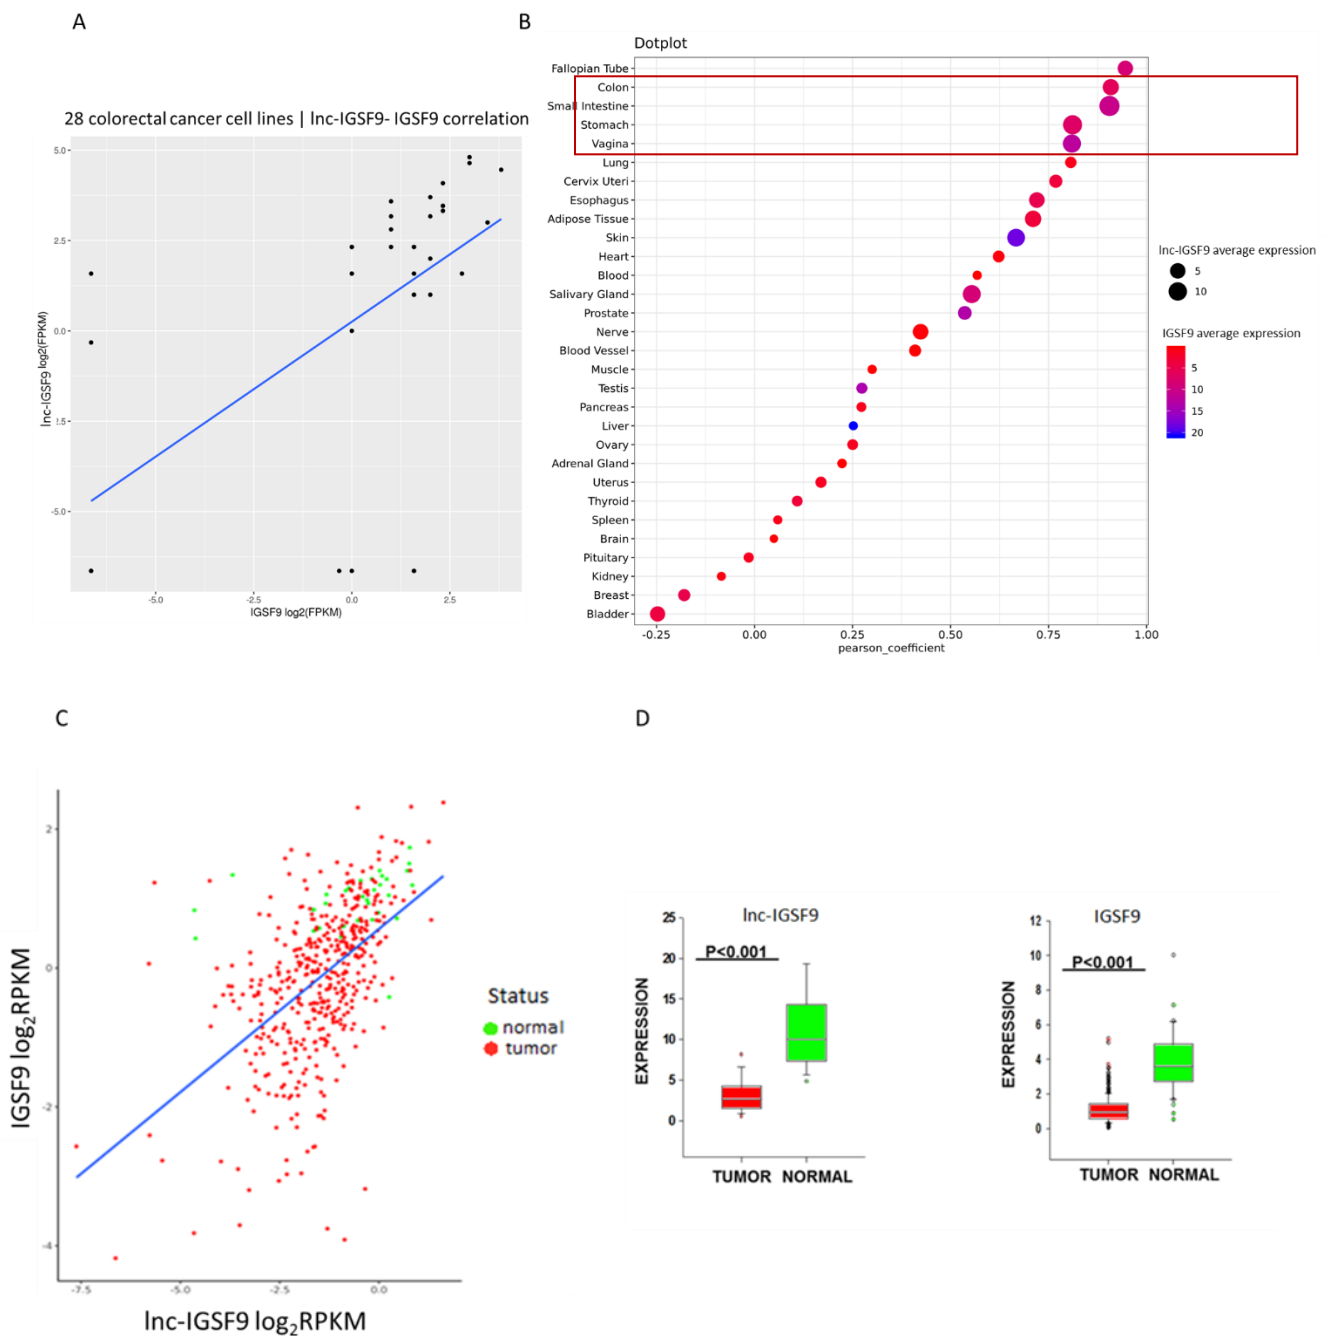 A
B
Dotplot
28 colorectal cancer cell lines | lnc-IGSF9- IGSF9 correlation
5.0
2.5
0.0
2.5
-5.0
lnc-IGSF9 log2(FPKM)
-5.0
-2.5
0.0
2.5
IGSF9 log2(FPKM)
Fallopian Tube
Colon
Small Intestine
Stomach
Vagina
Lung
Cervix Uteri
Esophagus
Adipose Tissue
Skin
Heart
Blood
Salivary Gland
Prostate
Nerve
Blood Vessel
Muscle
Testis
Pancreas
Liver
Ovary
Adrenal Gland
Uterus
Thyroid
Spleen
Brain
Pituitary
Kidney
Breast
Bladder
-0.25
0.00
0.25
0.50
0.75
1.00
pearson_coefficient
lnc-IGSF9 average expression
5
10
IGSF9 average expression
5
10
15
20
C
2
0
-2
-4
IGSF9 log₂RPKM
-7.5
-5.0
-2.5
0.0
lnc-IGSF9 log₂RPKM
Status
normal
tumor
D
lnc-IGSF9
P<0.001
25
20
15
10
5
0
EXPRESSION
TUMOR
NORMAL
IGSF9
P<0.001
12
10
8
6
4
2
0
EXPRESSION
TUMOR
NORMAL